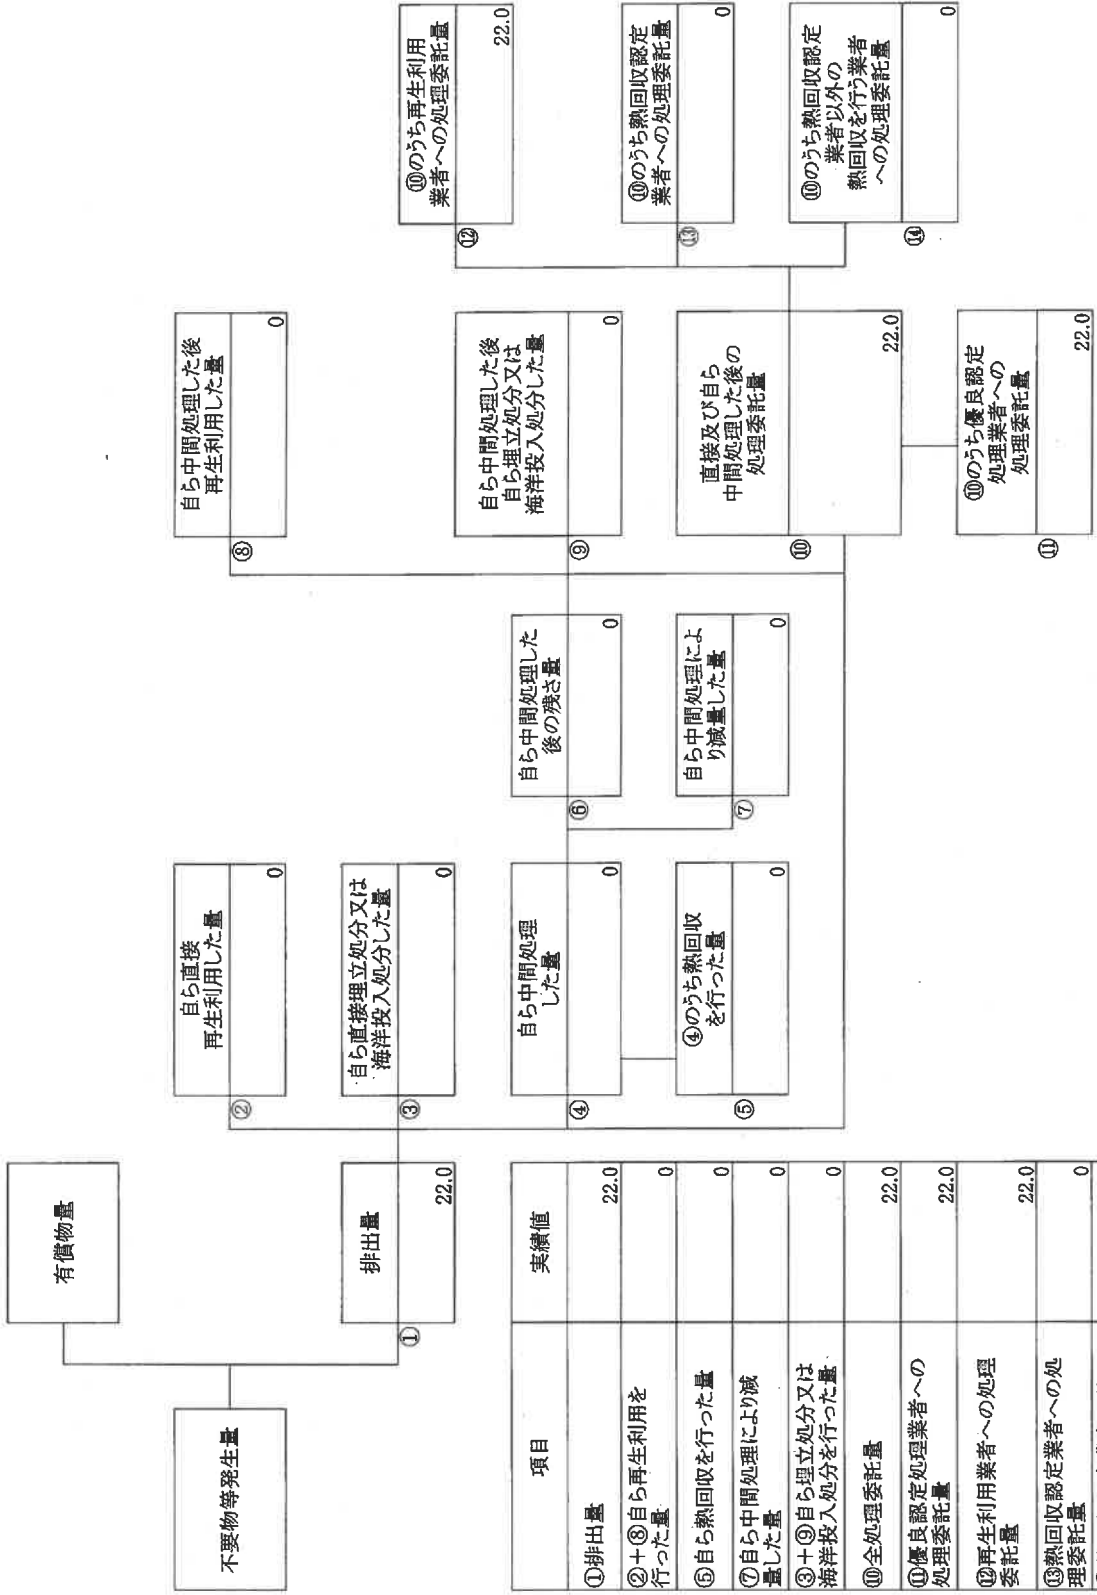 有償物量
不要物等発生量
排出量
①
22.0
②
自ら直接
再生利用した量
0
③
自ら直接埋立処分又は
海洋投入処分した量
0
④
自ら中間処理
した量
0
⑤
④のうち熱回収
を行った量
0
⑥
自ら中間処理した
後の残さ量
0
⑦
自ら中間処理によ
り減量した量
0
⑧
自ら中間処理した後
再生利用した量
0
⑨
自ら中間処理した後
自ら埋立処分又は
海洋投入処分した量
0
⑩
直接及び自ら
中間処理した後の
処理委託量
22.0
⑪
⑩のうち優良認定
処理業者への
処理委託量
22.0
⑫
⑩のうち再生利用
業者への処理委託量
22.0
⑬
⑩のうち熱回収認定
業者への処理委託量
0
⑭
⑩のうち熱回収認定
業者以外の
熱回収を行う業者
への処理委託量
0
項目 実績値
①排出量 22.0
②+⑧自ら再生利用を
行った量 0
⑤自ら熱回収を行った量 0
⑦自ら中間処理により減
量した量 0
③+⑨自ら埋立処分又は
海洋投入処分を行った量 0
⑩全処理委託量 22.0
⑪優良認定処理業者への
処理委託量 22.0
⑫再生利用業者への処理
委託量 22.0
⑬熱回収認定業者への処
理委託量 0